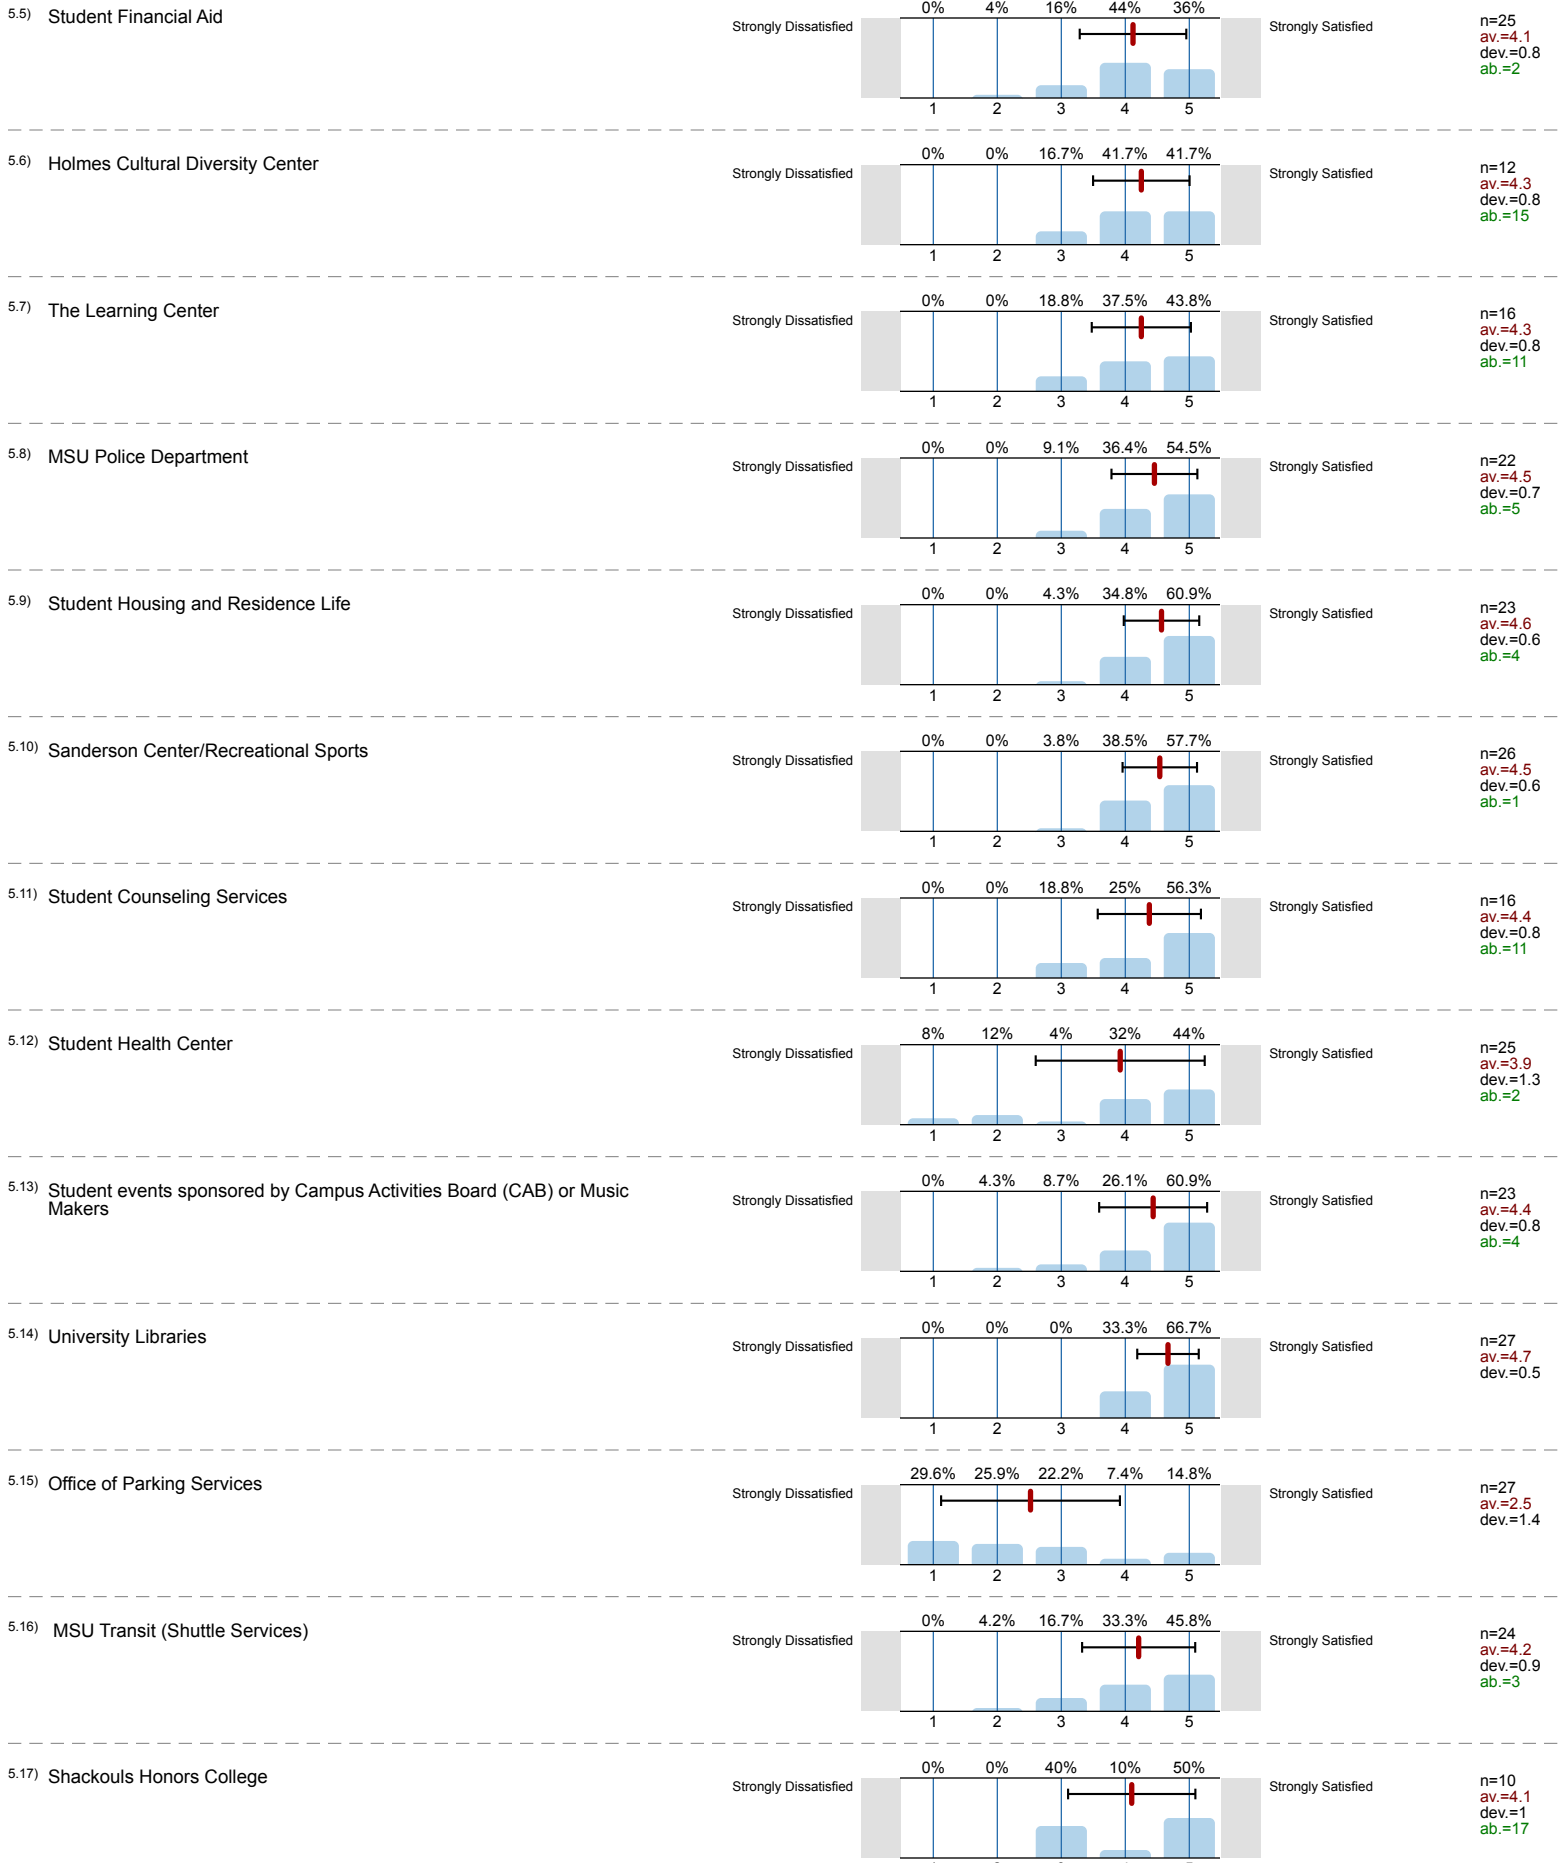 5.5) Student Financial Aid
Strongly Dissatisfied
0% 4% 16% 44% 36%
1 2 3 4 5
Strongly Satisfied
n=25
av.=4.1
dev.=0.8
ab.=2
5.6) Holmes Cultural Diversity Center
Strongly Dissatisfied
0% 0% 16.7% 41.7% 41.7%
1 2 3 4 5
Strongly Satisfied
n=12
av.=4.3
dev.=0.8
ab.=15
5.7) The Learning Center
Strongly Dissatisfied
0% 0% 18.8% 37.5% 43.8%
1 2 3 4 5
Strongly Satisfied
n=16
av.=4.3
dev.=0.8
ab.=11
5.8) MSU Police Department
Strongly Dissatisfied
0% 0% 9.1% 36.4% 54.5%
1 2 3 4 5
Strongly Satisfied
n=22
av.=4.5
dev.=0.7
ab.=5
5.9) Student Housing and Residence Life
Strongly Dissatisfied
0% 0% 4.3% 34.8% 60.9%
1 2 3 4 5
Strongly Satisfied
n=23
av.=4.6
dev.=0.6
ab.=4
5.10) Sanderson Center/Recreational Sports
Strongly Dissatisfied
0% 0% 3.8% 38.5% 57.7%
1 2 3 4 5
Strongly Satisfied
n=26
av.=4.5
dev.=0.6
ab.=1
5.11) Student Counseling Services
Strongly Dissatisfied
0% 0% 18.8% 25% 56.3%
1 2 3 4 5
Strongly Satisfied
n=16
av.=4.4
dev.=0.8
ab.=11
5.12) Student Health Center
Strongly Dissatisfied
8% 12% 4% 32% 44%
1 2 3 4 5
Strongly Satisfied
n=25
av.=3.9
dev.=1.3
ab.=2
5.13) Student events sponsored by Campus Activities Board (CAB) or Music
Makers
Strongly Dissatisfied
0% 4.3% 8.7% 26.1% 60.9%
1 2 3 4 5
Strongly Satisfied
n=23
av.=4.4
dev.=0.8
ab.=4
5.14) University Libraries
Strongly Dissatisfied
0% 0% 0% 33.3% 66.7%
1 2 3 4 5
Strongly Satisfied
n=27
av.=4.7
dev.=0.5
5.15) Office of Parking Services
Strongly Dissatisfied
29.6% 25.9% 22.2% 7.4% 14.8%
1 2 3 4 5
Strongly Satisfied
n=27
av.=2.5
dev.=1.4
5.16) MSU Transit (Shuttle Services)
Strongly Dissatisfied
0% 4.2% 16.7% 33.3% 45.8%
1 2 3 4 5
Strongly Satisfied
n=24
av.=4.2
dev.=0.9
ab.=3
5.17) Shackouls Honors College
Strongly Dissatisfied
0% 0% 40% 10% 50%
Strongly Satisfied
n=10
av.=4.1
dev.=1
ab.=17